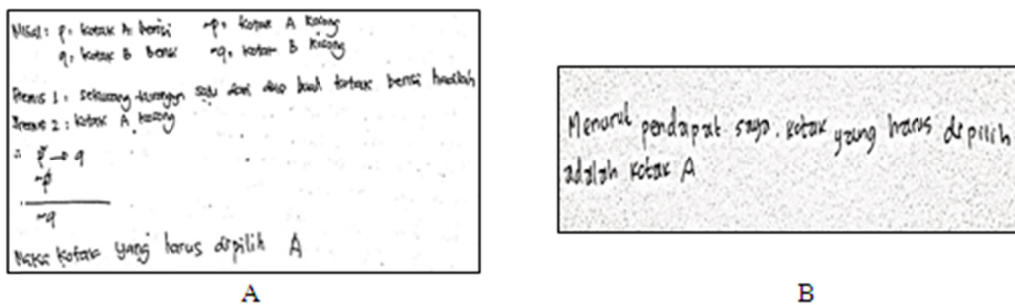 Misal: p: kotak A berisi ~p: kotak A kosong
q: kotak B berisi ~q: kotak B kosong
Premis 1: sekurang-kurangnya satu dari dua buah kotak berisi hadiah
Premis 2: kotak A kosong
∴ p → q
~p
~q
Maka kotak yang harus dipilih A
A
Menurut pendapat saya, kotak yang harus dipilih
adalah kotak A
B